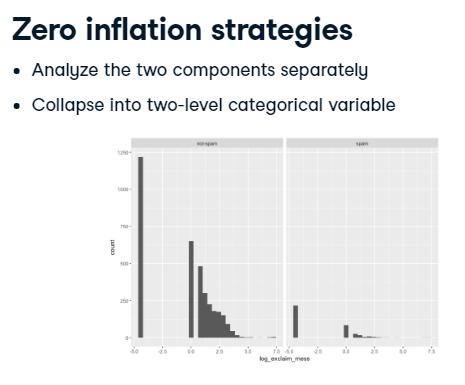 Zero inflation strategies
• Analyze the two components separately
• Collapse into two-level categorical variable
not-spam spam
1250
1000
750
500
250
0
count
-5.0 -2.5 0.0 2.5 5.0 7.5 -5.0 -2.5 0.0 2.5 5.0 7.5
log_exclaim_mess